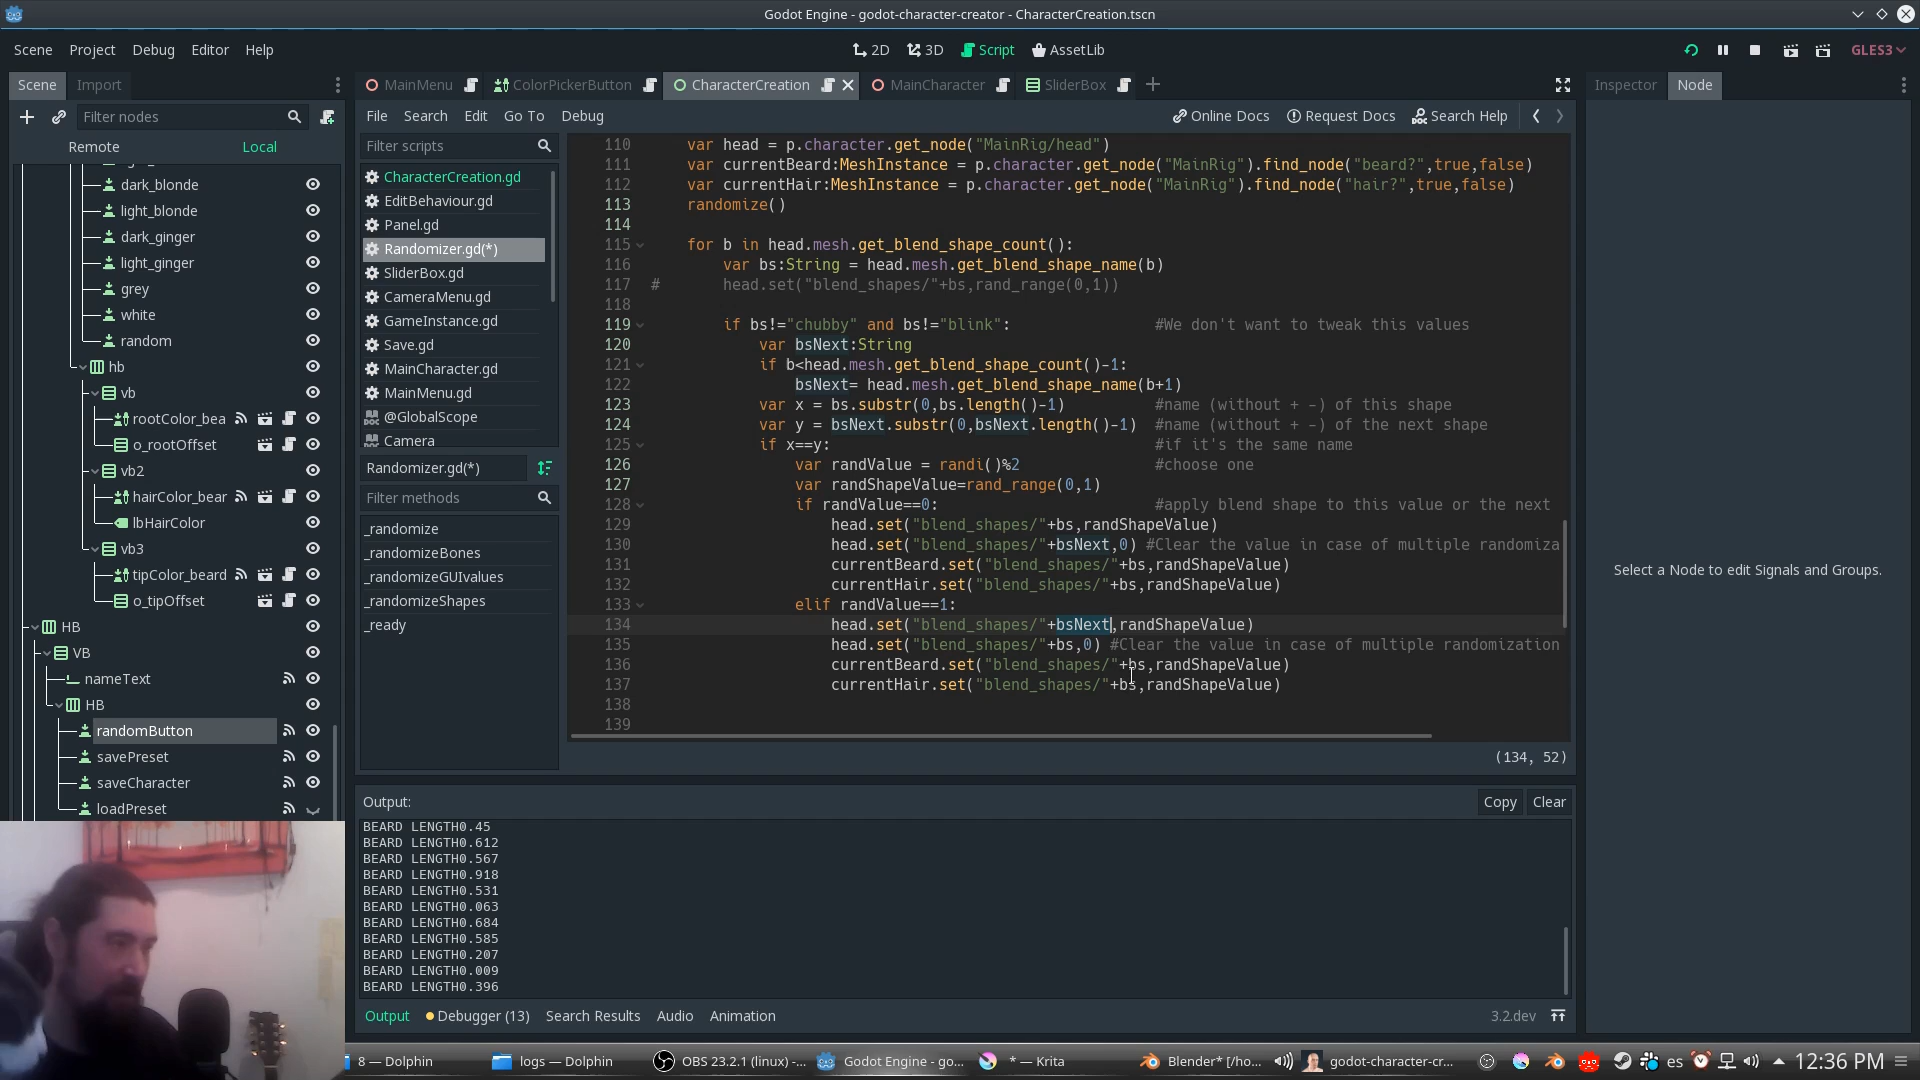 Godot Engine - godot-character-creator - CharacterCreation.tscn
Scene Project Debug Editor Help
2D 3D Script AssetLib
GLES3
Scene Import
Filter nodes
Remote Local
dark_blonde
light_blonde
dark_ginger
light_ginger
grey
white
random
hb
vb
rootColor_bea
o_rootOffset
vb2
hairColor_bear
lbHairColor
vb3
tipColor_beard
o_tipOffset
HB
VB
nameText
HB
randomButton
savePreset
saveCharacter
loadPreset
MainMenu ColorPickerButton CharacterCreation MainCharacter SliderBox
File Search Edit Go To Debug
Online Docs Request Docs Search Help
Filter scripts
CharacterCreation.gd
EditBehaviour.gd
Panel.gd
Randomizer.gd(*)
SliderBox.gd
CameraMenu.gd
GameInstance.gd
Save.gd
MainCharacter.gd
MainMenu.gd
@GlobalScope
Camera
Randomizer.gd(*)
Filter methods
_randomize
_randomizeBones
_randomizeGUIvalues
_randomizeShapes
_ready
110 var head = p.character.get_node("MainRig/head")
111 var currentBeard:MeshInstance = p.character.get_node("MainRig").find_node("beard?",true,false)
112 var currentHair:MeshInstance = p.character.get_node("MainRig").find_node("hair?",true,false)
113 randomize()
114
115 for b in head.mesh.get_blend_shape_count():
116 var bs:String = head.mesh.get_blend_shape_name(b)
117 # head.set("blend_shapes/"+bs,rand_range(0,1))
118
119 if bs!="chubby" and bs!="blink": #We don't want to tweak this values
120 var bsNext:String
121 if b<head.mesh.get_blend_shape_count()-1:
122 bsNext= head.mesh.get_blend_shape_name(b+1)
123 var x = bs.substr(0,bs.length()-1) #name (without + -) of this shape
124 var y = bsNext.substr(0,bsNext.length()-1) #name (without + -) of the next shape
125 if x==y: #if it's the same name
126 var randValue = randi()%2 #choose one
127 var randShapeValue=rand_range(0,1)
128 if randValue==0: #apply blend shape to this value or the next
129 head.set("blend_shapes/"+bs,randShapeValue)
130 head.set("blend_shapes/"+bsNext,0) #Clear the value in case of multiple randomiza
131 currentBeard.set("blend_shapes/"+bs,randShapeValue)
132 currentHair.set("blend_shapes/"+bs,randShapeValue)
133 elif randValue==1:
134 head.set("blend_shapes/"+bsNext,randShapeValue)
135 head.set("blend_shapes/"+bs,0) #Clear the value in case of multiple randomization
136 currentBeard.set("blend_shapes/"+bs,randShapeValue)
137 currentHair.set("blend_shapes/"+bs,randShapeValue)
138
139
(134, 52)
Output:
Copy Clear
BEARD LENGTH0.45
BEARD LENGTH0.612
BEARD LENGTH0.567
BEARD LENGTH0.918
BEARD LENGTH0.531
BEARD LENGTH0.063
BEARD LENGTH0.684
BEARD LENGTH0.585
BEARD LENGTH0.207
BEARD LENGTH0.009
BEARD LENGTH0.396
Output Debugger (13) Search Results Audio Animation
3.2.dev
Inspector Node
Select a Node to edit Signals and Groups.
8 — Dolphin logs — Dolphin OBS 23.2.1 (linux) -... Godot Engine - go... * — Krita Blender* [/ho... godot-character-cr... es 12:36 PM